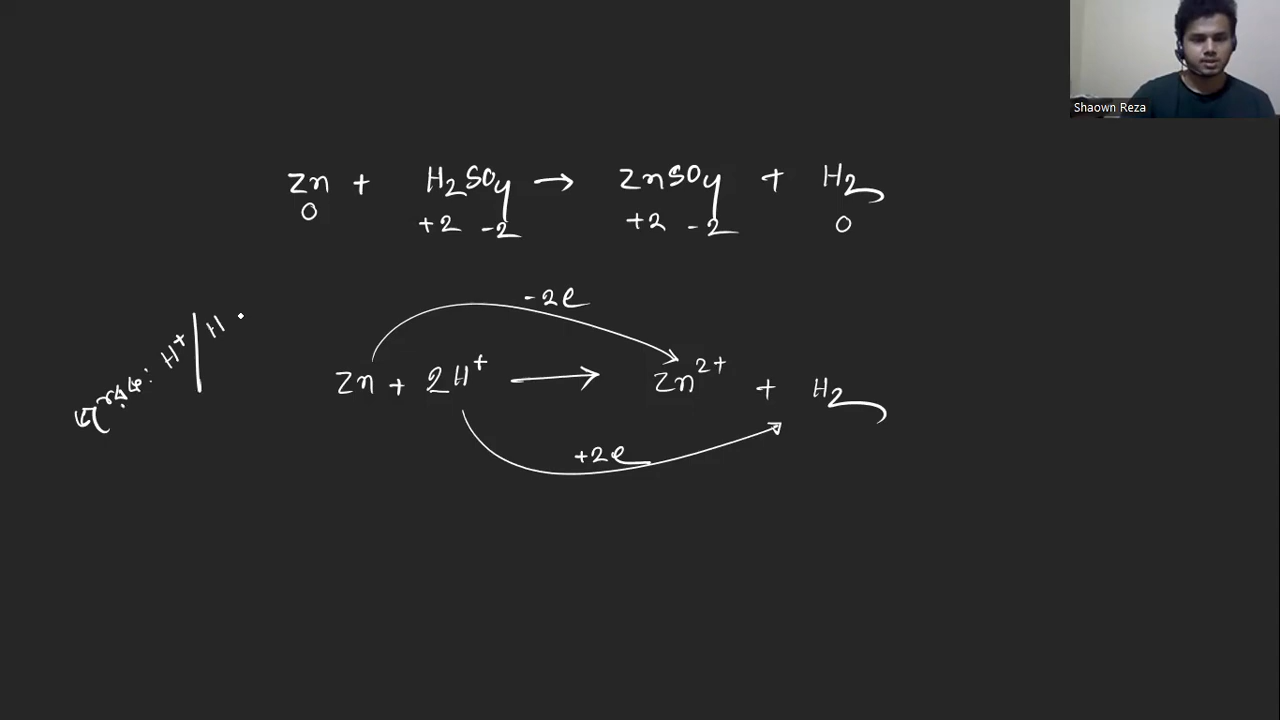 Shaown Reza
Zn + H₂SO₄ → ZnSO₄ + H₂
0 +2 -2 +2 -2 0
-2e
H⁺/H
Zn + 2H⁺ → Zn²⁺ + H₂
+2e